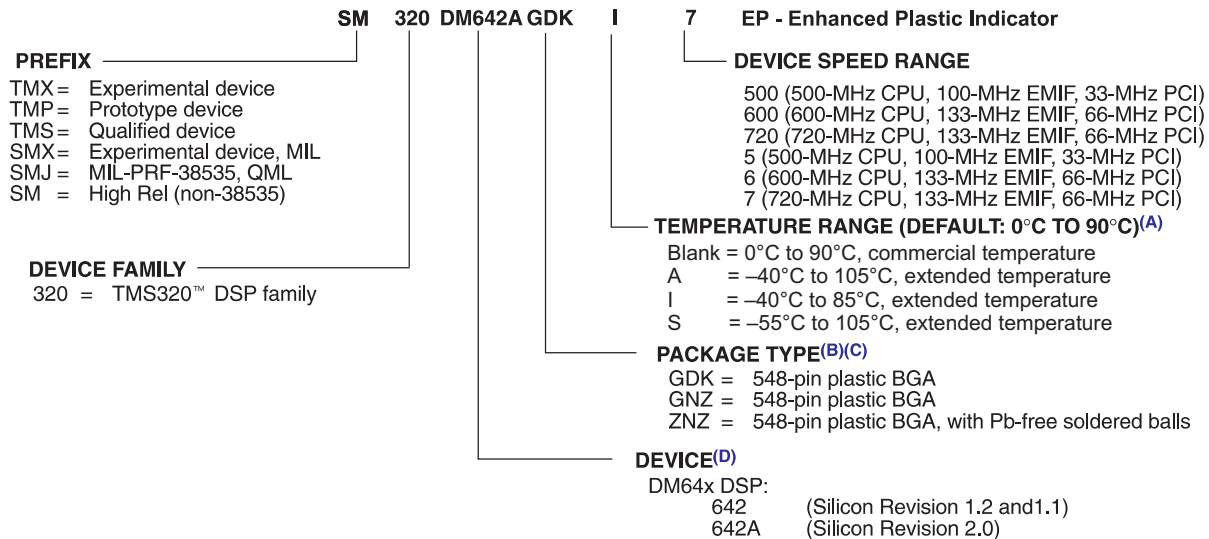 SM 320 DM642A GDK I 7 EP - Enhanced Plastic Indicator
PREFIX
TMX = Experimental device
TMP = Prototype device
TMS = Qualified device
SMX = Experimental device, MIL
SMJ = MIL-PRF-38535, QML
SM = High Rel (non-38535)
DEVICE SPEED RANGE
500 (500-MHz CPU, 100-MHz EMIF, 33-MHz PCI)
600 (600-MHz CPU, 133-MHz EMIF, 66-MHz PCI)
720 (720-MHz CPU, 133-MHz EMIF, 66-MHz PCI)
5 (500-MHz CPU, 100-MHz EMIF, 33-MHz PCI)
6 (600-MHz CPU, 133-MHz EMIF, 66-MHz PCI)
7 (720-MHz CPU, 133-MHz EMIF, 66-MHz PCI)
TEMPERATURE RANGE (DEFAULT: 0°C TO 90°C)(A)
Blank = 0°C to 90°C, commercial temperature
A = –40°C to 105°C, extended temperature
I = –40°C to 85°C, extended temperature
S = –55°C to 105°C, extended temperature
DEVICE FAMILY
320 = TMS320™ DSP family
PACKAGE TYPE(B)(C)
GDK = 548-pin plastic BGA
GNZ = 548-pin plastic BGA
ZNZ = 548-pin plastic BGA, with Pb-free soldered balls
DEVICE(D)
DM64x DSP:
642 (Silicon Revision 1.2 and1.1)
642A (Silicon Revision 2.0)